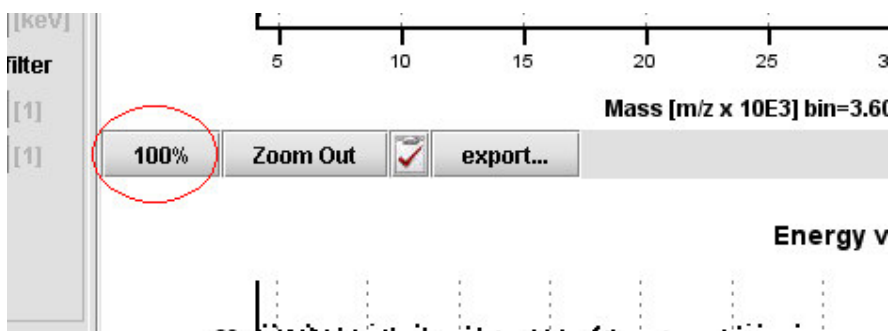 [keV]
5 10 15 20 25
filter
[1]
Mass [m/z x 10E3] bin=3.60
[1]
100% Zoom Out export...
Energy v